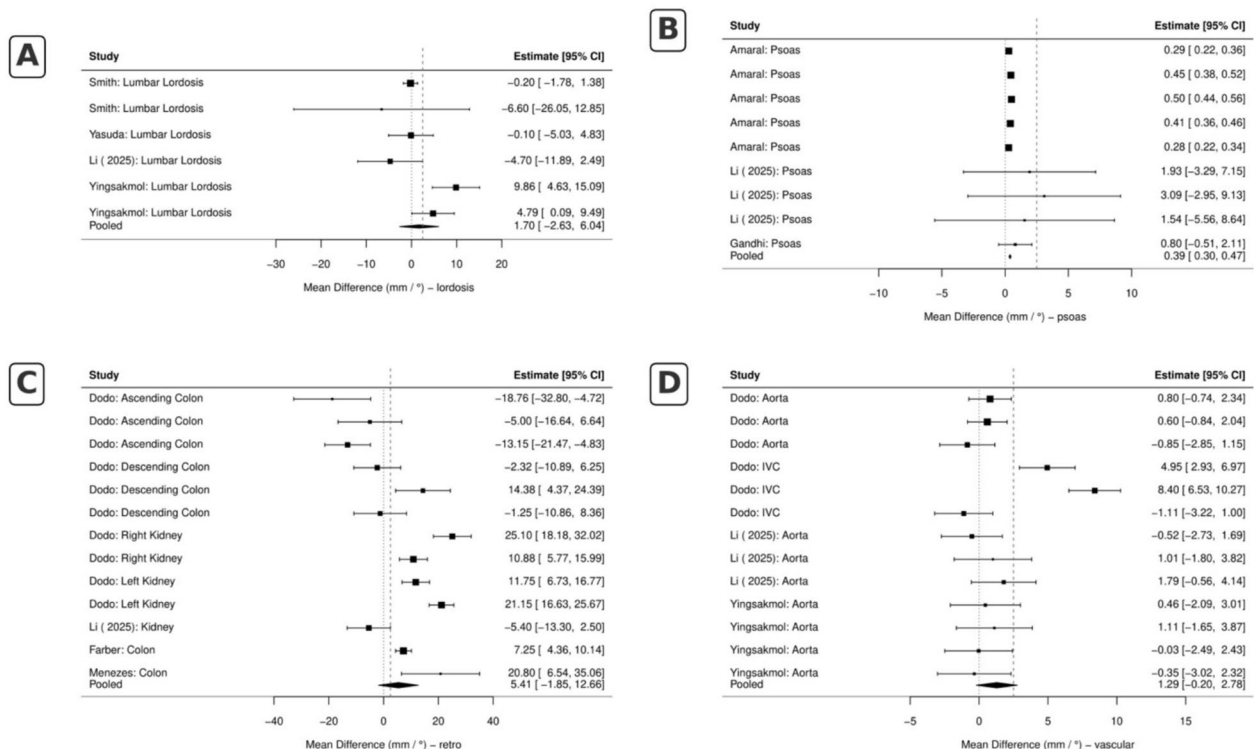 A
Study Estimate [95% CI]
Smith: Lumbar Lordosis −0.20 [ −1.78, 1.38]
Smith: Lumbar Lordosis −6.60 [−26.05, 12.85]
Yasuda: Lumbar Lordosis −0.10 [ −5.03, 4.83]
Li ( 2025): Lumbar Lordosis −4.70 [−11.89, 2.49]
Yingsakmol: Lumbar Lordosis 9.86 [ 4.63, 15.09]
Yingsakmol: Lumbar Lordosis 4.79 [ 0.09, 9.49]
Pooled 1.70 [ −2.63, 6.04]
−30 −20 −10 0 10 20
Mean Difference (mm / °) − lordosis
B
Study Estimate [95% CI]
Amaral: Psoas 0.29 [ 0.22, 0.36]
Amaral: Psoas 0.45 [ 0.38, 0.52]
Amaral: Psoas 0.50 [ 0.44, 0.56]
Amaral: Psoas 0.41 [ 0.36, 0.46]
Amaral: Psoas 0.28 [ 0.22, 0.34]
Li ( 2025): Psoas 1.93 [−3.29, 7.15]
Li ( 2025): Psoas 3.09 [−2.95, 9.13]
Li ( 2025): Psoas 1.54 [−5.56, 8.64]
Gandhi: Psoas 0.80 [−0.51, 2.11]
Pooled 0.39 [ 0.30, 0.47]
−10 −5 0 5 10
Mean Difference (mm / °) − psoas
C
Study Estimate [95% CI]
Dodo: Ascending Colon −18.76 [−32.80, −4.72]
Dodo: Ascending Colon −5.00 [−16.64, 6.64]
Dodo: Ascending Colon −13.15 [−21.47, −4.83]
Dodo: Descending Colon −2.32 [−10.89, 6.25]
Dodo: Descending Colon 14.38 [ 4.37, 24.39]
Dodo: Descending Colon −1.25 [−10.86, 8.36]
Dodo: Right Kidney 25.10 [ 18.18, 32.02]
Dodo: Right Kidney 10.88 [ 5.77, 15.99]
Dodo: Left Kidney 11.75 [ 6.73, 16.77]
Dodo: Left Kidney 21.15 [ 16.63, 25.67]
Li ( 2025): Kidney −5.40 [−13.30, 2.50]
Farber: Colon 7.25 [ 4.36, 10.14]
Menezes: Colon 20.80 [ 6.54, 35.06]
Pooled 5.41 [ −1.85, 12.66]
−40 −20 0 20 40
Mean Difference (mm / °) − retro
D
Study Estimate [95% CI]
Dodo: Aorta 0.80 [−0.74, 2.34]
Dodo: Aorta 0.60 [−0.84, 2.04]
Dodo: Aorta −0.85 [−2.85, 1.15]
Dodo: IVC 4.95 [ 2.93, 6.97]
Dodo: IVC 8.40 [ 6.53, 10.27]
Dodo: IVC −1.11 [−3.22, 1.00]
Li ( 2025): Aorta −0.52 [−2.73, 1.69]
Li ( 2025): Aorta 1.01 [−1.80, 3.82]
Li ( 2025): Aorta 1.79 [−0.56, 4.14]
Yingsakmol: Aorta 0.46 [−2.09, 3.01]
Yingsakmol: Aorta 1.11 [−1.65, 3.87]
Yingsakmol: Aorta −0.03 [−2.49, 2.43]
Yingsakmol: Aorta −0.35 [−3.02, 2.32]
Pooled 1.29 [−0.20, 2.78]
−5 0 5 10 15
Mean Difference (mm / °) − vascular